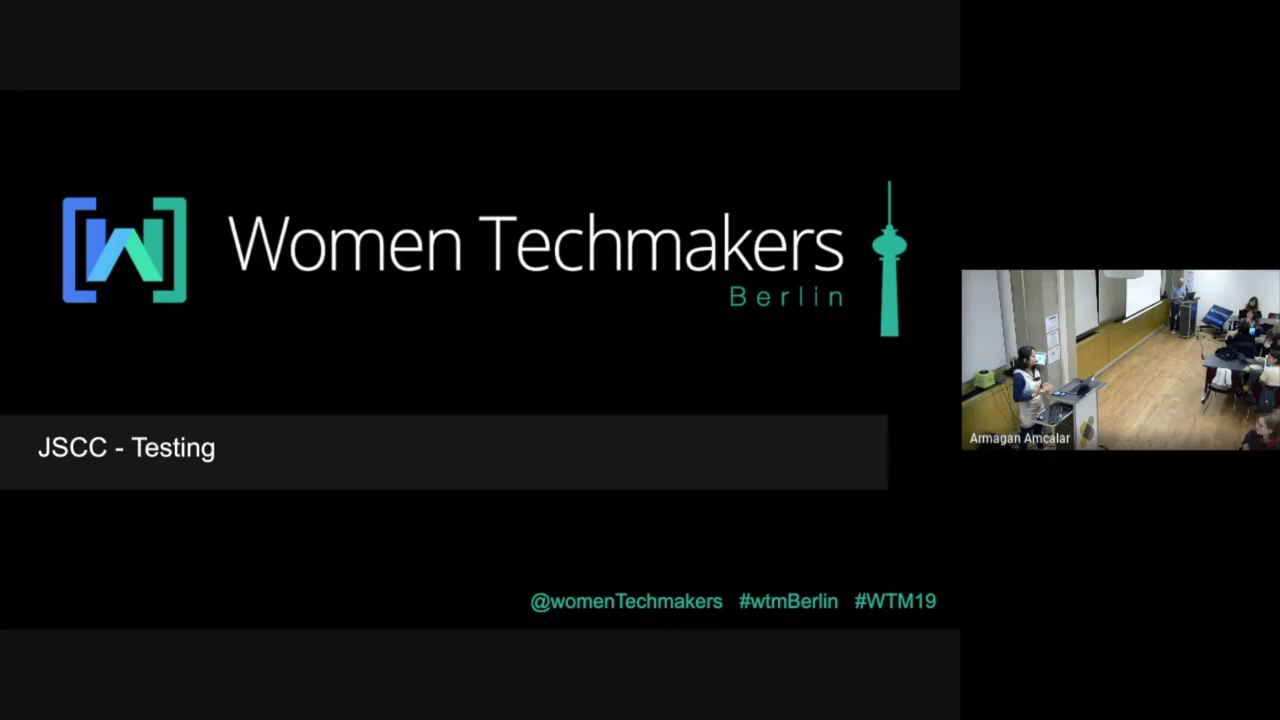 Women Techmakers
Berlin
JSCC - Testing
@womenTechmakers #wtmBerlin #WTM19
Armagan Amcalar